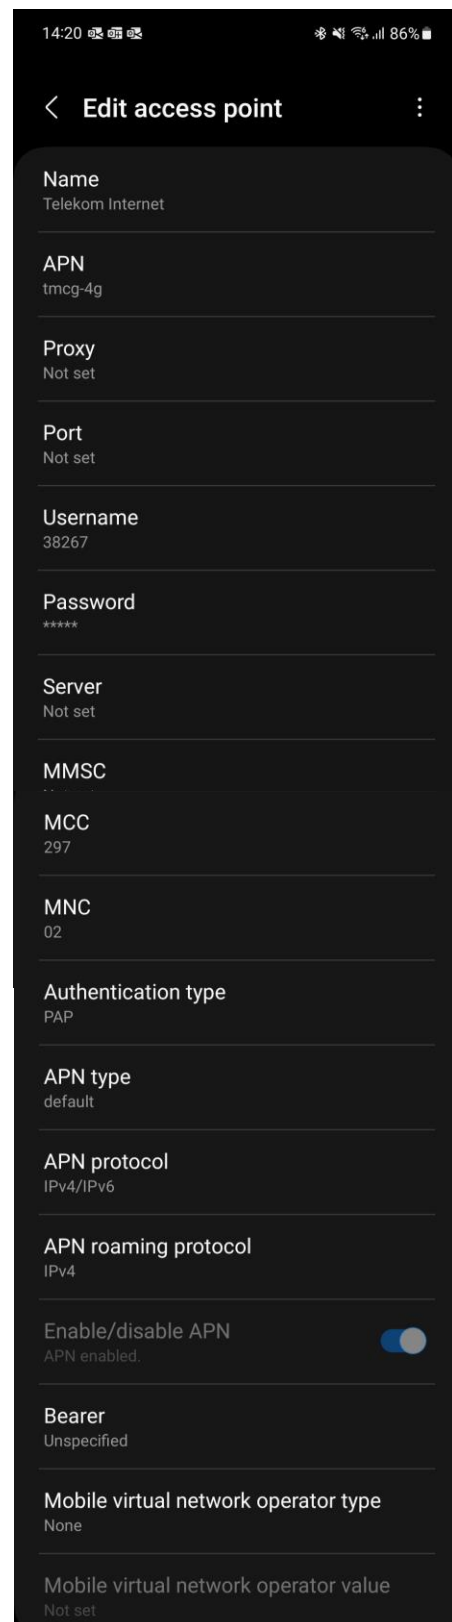 14:20 86%
Edit access point
Name
Telekom Internet
APN
tmcg-4g
Proxy
Not set
Port
Not set
Username
38267
Password
*****
Server
Not set
MMSC
MCC
297
MNC
02
Authentication type
PAP
APN type
default
APN protocol
IPv4/IPv6
APN roaming protocol
IPv4
Enable/disable APN
APN enabled.
Bearer
Unspecified
Mobile virtual network operator type
None
Mobile virtual network operator value
Not set